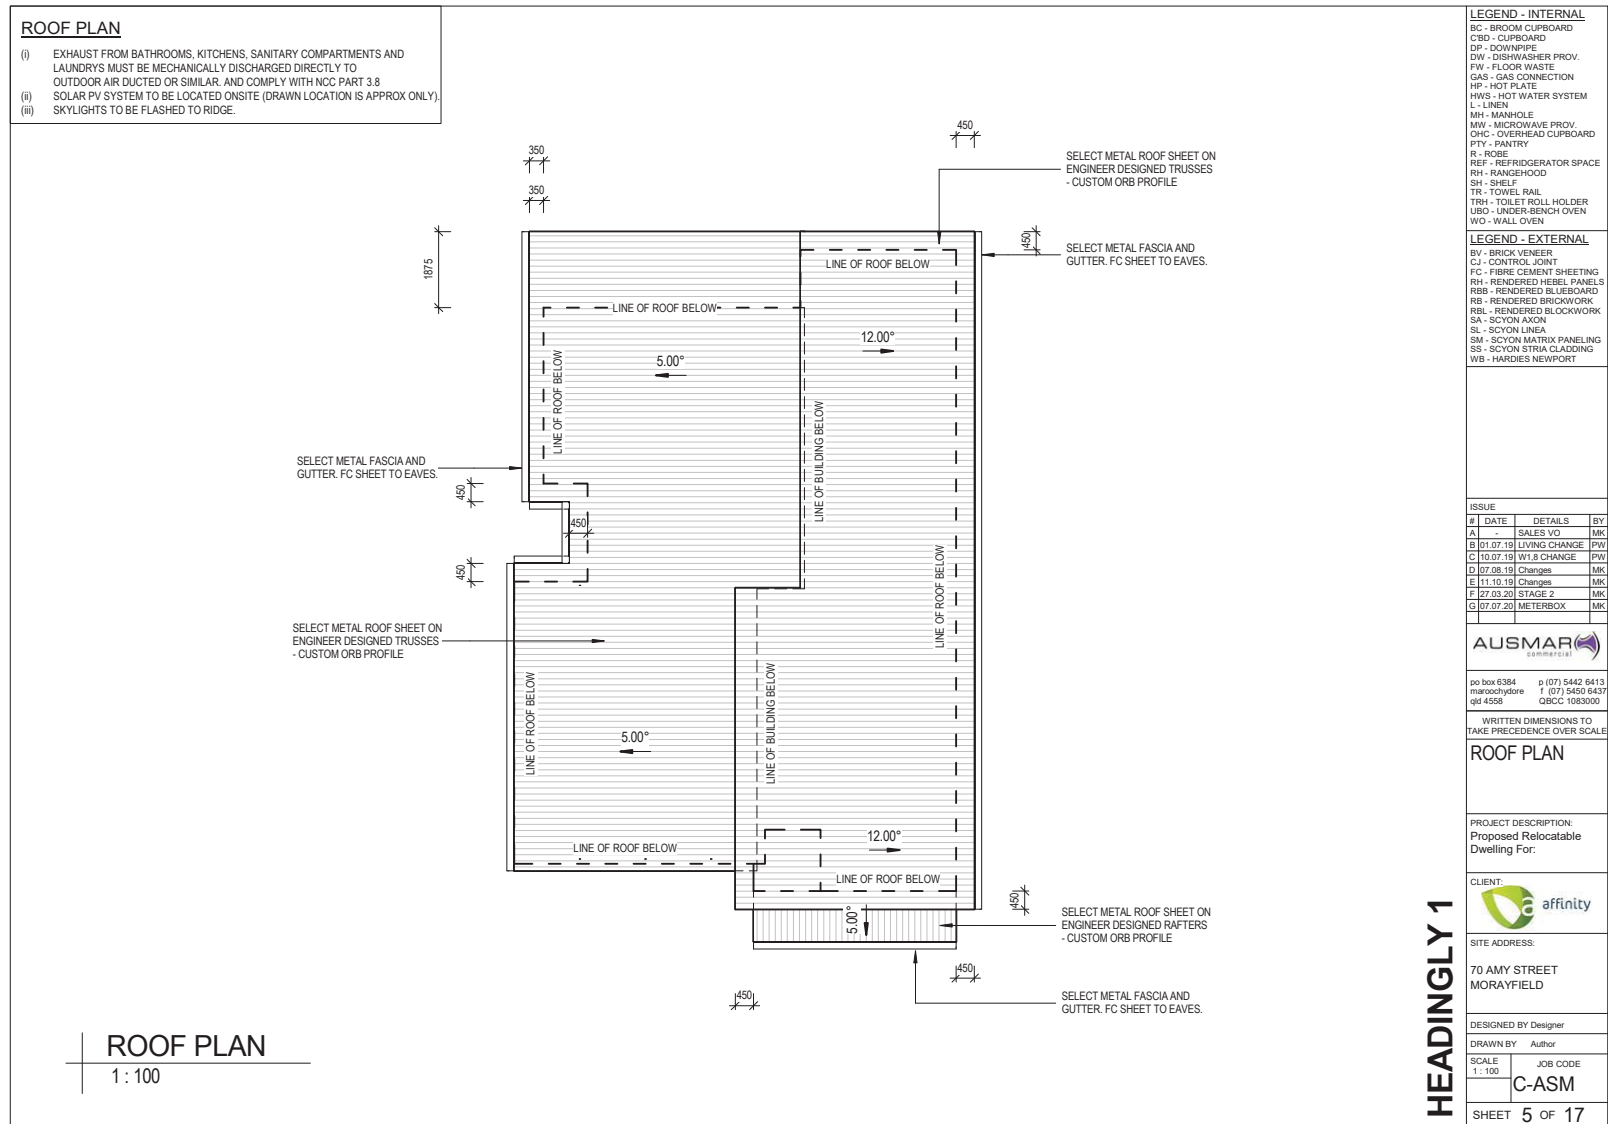 ROOF PLAN
(i) EXHAUST FROM BATHROOMS, KITCHENS, SANITARY COMPARTMENTS AND
LAUNDRYS MUST BE MECHANICALLY DISCHARGED DIRECTLY TO
OUTDOOR AIR DUCTED OR SIMILAR. AND COMPLY WITH NCC PART 3.8
(ii) SOLAR PV SYSTEM TO BE LOCATED ONSITE (DRAWN LOCATION IS APPROX ONLY).
(iii) SKYLIGHTS TO BE FLASHED TO RIDGE.
450
350
350
SELECT METAL ROOF SHEET ON
ENGINEER DESIGNED TRUSSES
- CUSTOM ORB PROFILE
1875
450
SELECT METAL FASCIA AND
GUTTER. FC SHEET TO EAVES.
LINE OF ROOF BELOW
LINE OF ROOF BELOW
12.00°
5.00°
LINE OF ROOF BELOW
LINE OF BUILDING BELOW
SELECT METAL FASCIA AND
GUTTER. FC SHEET TO EAVES.
450
450
450
LINE OF ROOF BELOW
SELECT METAL ROOF SHEET ON
ENGINEER DESIGNED TRUSSES
- CUSTOM ORB PROFILE
LINE OF ROOF BELOW
LINE OF BUILDING BELOW
5.00°
12.00°
LINE OF ROOF BELOW
LINE OF ROOF BELOW
450
5.00°
SELECT METAL ROOF SHEET ON
ENGINEER DESIGNED RAFTERS
- CUSTOM ORB PROFILE
450
450
SELECT METAL FASCIA AND
GUTTER. FC SHEET TO EAVES.
ROOF PLAN
1 : 100
HEADINGLY 1
LEGEND - INTERNAL
BC - BROOM CUPBOARD
C'BD - CUPBOARD
DP - DOWNPIPE
DW - DISHWASHER PROV.
FW - FLOOR WASTE
GAS - GAS CONNECTION
HP - HOT PLATE
HWS - HOT WATER SYSTEM
L - LINEN
MH - MANHOLE
MW - MICROWAVE PROV.
OHC - OVERHEAD CUPBOARD
PTY - PANTRY
R - ROBE
REF - REFRIDGERATOR SPACE
RH - RANGEHOOD
SH - SHELF
TR - TOWEL RAIL
TRH - TOILET ROLL HOLDER
UBO - UNDER-BENCH OVEN
WO - WALL OVEN
LEGEND - EXTERNAL
BV - BRICK VENEER
CJ - CONTROL JOINT
FC - FIBRE CEMENT SHEETING
RH - RENDERED HEBEL PANELS
RBB - RENDERED BLUEBOARD
RB - RENDERED BRICKWORK
RBL - RENDERED BLOCKWORK
SA - SCYON AXON
SL - SCYON LINEA
SM - SCYON MATRIX PANELING
SS - SCYON STRIA CLADDING
WB - HARDIES NEWPORT
ISSUE
# DATE DETAILS BY
A - SALES VO MK
B 01.07.19 LIVING CHANGE PW
C 10.07.19 W1,8 CHANGE PW
D 07.08.19 Changes MK
E 11.10.19 Changes MK
F 27.03.20 STAGE 2 MK
G 07.07.20 METERBOX MK
AUSMAR
commercial
po box 6384 p (07) 5442 6413
maroochydore f (07) 5450 6437
qld 4558 QBCC 1083000
WRITTEN DIMENSIONS TO
TAKE PRECEDENCE OVER SCALE
ROOF PLAN
PROJECT DESCRIPTION:
Proposed Relocatable
Dwelling For:
CLIENT:
a affinity
SITE ADDRESS:
70 AMY STREET
MORAYFIELD
DESIGNED BY Designer
DRAWN BY Author
SCALE JOB CODE
1 : 100
C-ASM
SHEET 5 OF 17